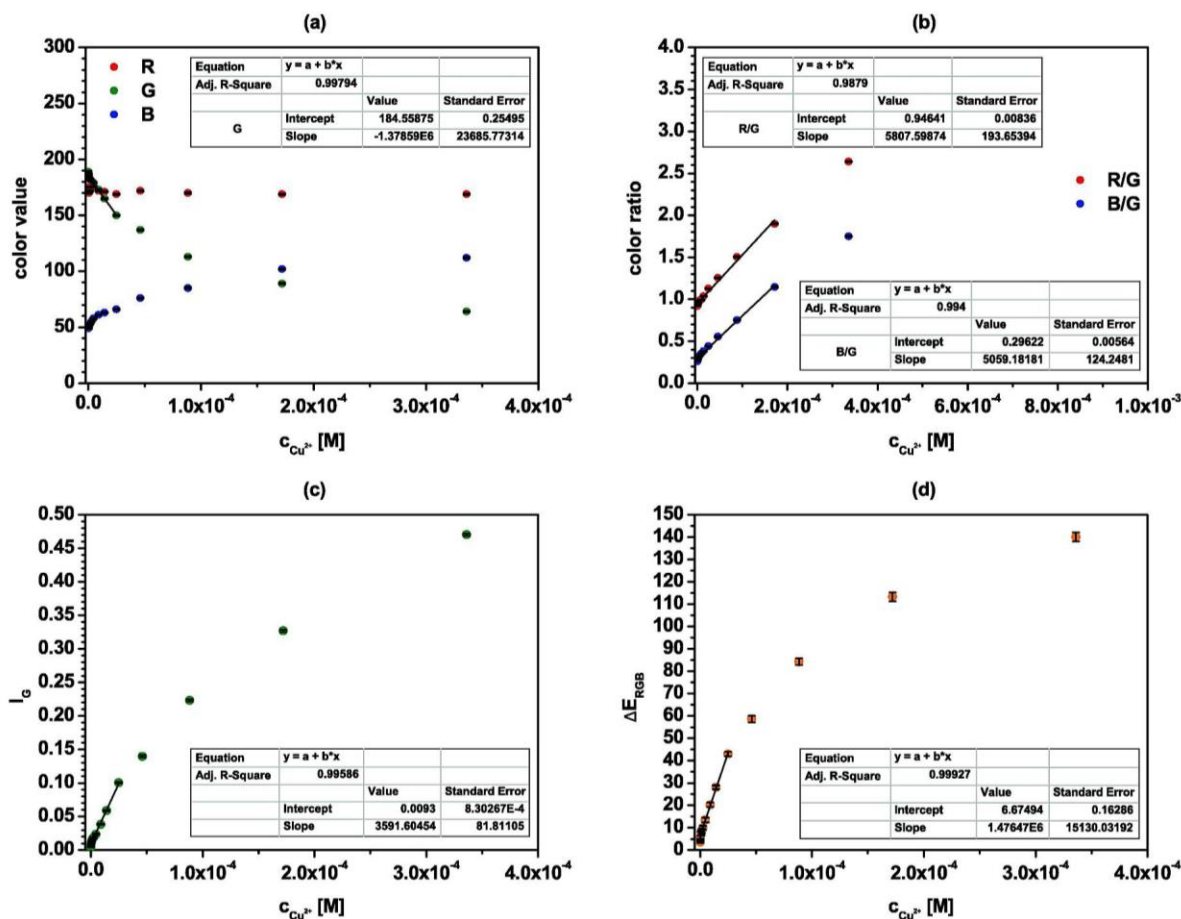 (a)
300
250
200
150
100
50
0
color value
R
G
B
Equation y = a + b*x
Adj. R-Square 0.99794
Value Standard Error
G Intercept 184.55875 0.25495
Slope -1.37859E6 23685.77314
0.0 1.0x10⁻⁴ 2.0x10⁻⁴ 3.0x10⁻⁴ 4.0x10⁻⁴
c_Cu²⁺ [M]
(b)
4.0
3.5
3.0
2.5
2.0
1.5
1.0
0.5
0.0
color ratio
Equation y = a + b*x
Adj. R-Square 0.9879
Value Standard Error
R/G Intercept 0.94641 0.00836
Slope 5807.59874 193.65394
R/G
B/G
Equation y = a + b*x
Adj. R-Square 0.994
Value Standard Error
B/G Intercept 0.29622 0.00564
Slope 5059.18181 124.2481
0.0 2.0x10⁻⁴ 4.0x10⁻⁴ 6.0x10⁻⁴ 8.0x10⁻⁴ 1.0x10⁻³
c_Cu²⁺ [M]
(c)
0.50
0.45
0.40
0.35
0.30
0.25
0.20
0.15
0.10
0.05
0.00
I_G
Equation y = a + b*x
Adj. R-Square 0.99586
Value Standard Error
Intercept 0.0093 8.30267E-4
Slope 3591.60454 81.81105
0.0 1.0x10⁻⁴ 2.0x10⁻⁴ 3.0x10⁻⁴ 4.0x10⁻⁴
c_Cu²⁺ [M]
(d)
150
140
130
120
110
100
90
80
70
60
50
40
30
20
10
0
ΔE_RGB
Equation y = a + b*x
Adj. R-Square 0.99927
Value Standard Error
Intercept 6.67494 0.16286
Slope 1.47647E6 15130.03192
0.0 1.0x10⁻⁴ 2.0x10⁻⁴ 3.0x10⁻⁴ 4.0x10⁻⁴
c_Cu²⁺ [M]